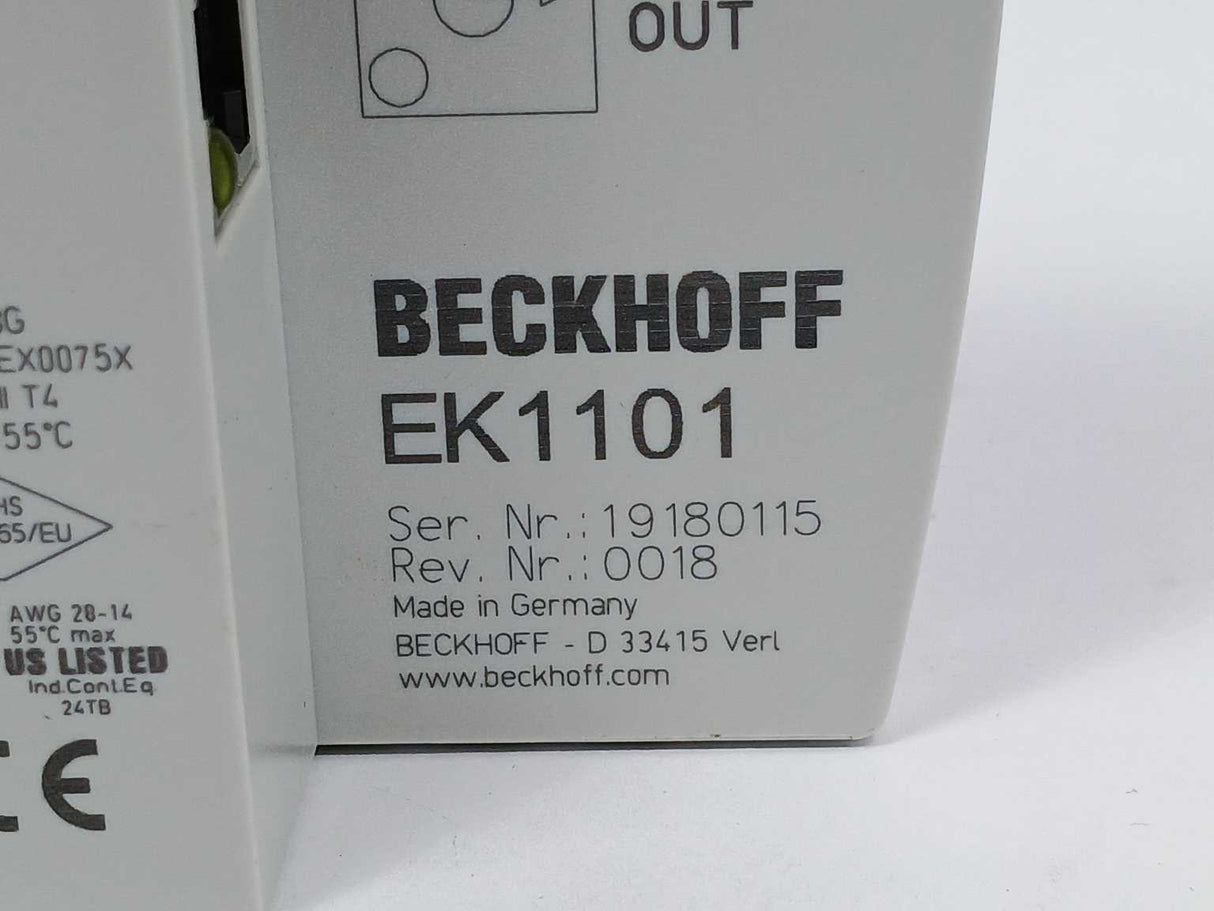 OUT
BECKHOFF
EK1101
Ser. Nr.: 19180115
Rev. Nr.: 0018
Made in Germany
BECKHOFF - D 33415 Verl
www.beckhoff.com
EX0075X
T4
55°C
65/EU
AWG 28-14
55°C max
US LISTED
Ind.Cont.Eq
24TB
CE